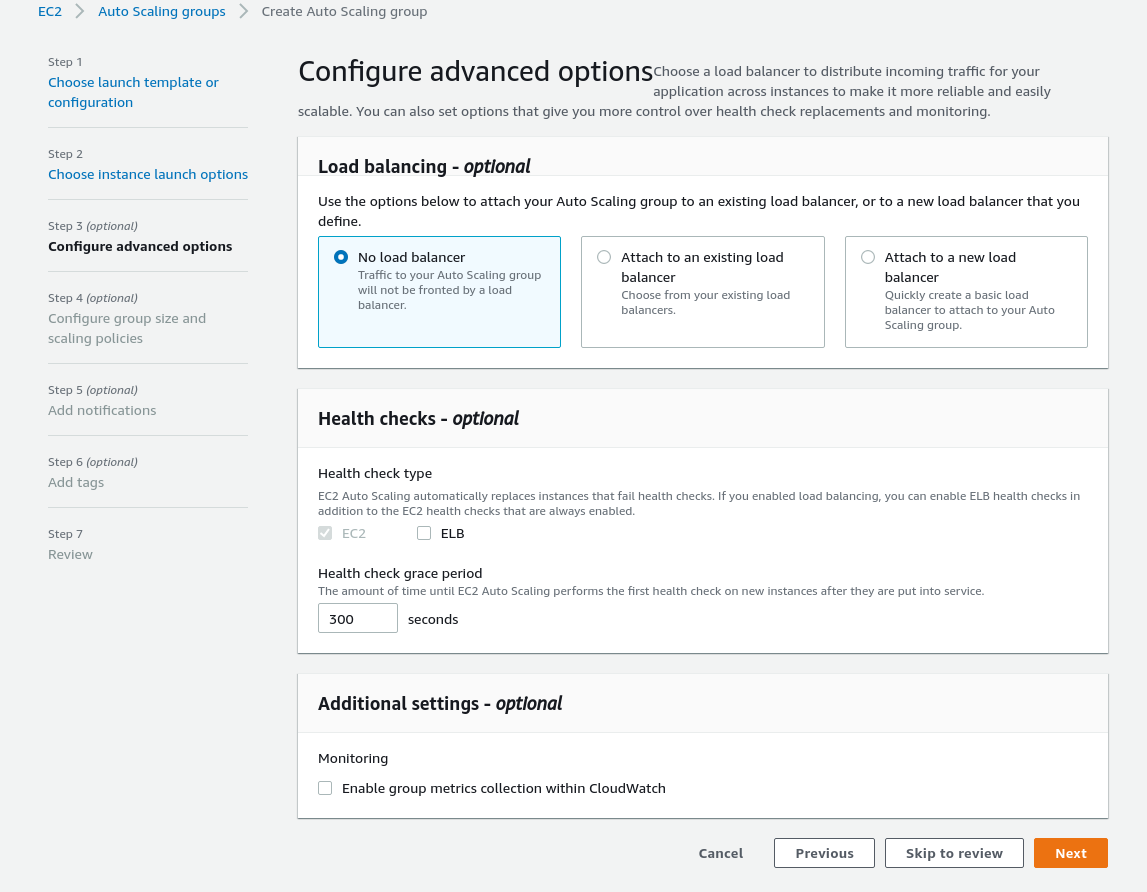 EC2 > Auto Scaling groups > Create Auto Scaling group
Step 1
Choose launch template or
configuration
Step 2
Choose instance launch options
Step 3 (optional)
Configure advanced options
Step 4 (optional)
Configure group size and
scaling policies
Step 5 (optional)
Add notifications
Step 6 (optional)
Add tags
Step 7
Review
Configure advanced options Choose a load balancer to distribute incoming traffic for your
application across instances to make it more reliable and easily
scalable. You can also set options that give you more control over health check replacements and monitoring.
Load balancing - optional
Use the options below to attach your Auto Scaling group to an existing load balancer, or to a new load balancer that you
define.
No load balancer
Traffic to your Auto Scaling group
will not be fronted by a load
balancer.
Attach to an existing load
balancer
Choose from your existing load
balancers.
Attach to a new load
balancer
Quickly create a basic load
balancer to attach to your Auto
Scaling group.
Health checks - optional
Health check type
EC2 Auto Scaling automatically replaces instances that fail health checks. If you enabled load balancing, you can enable ELB health checks in
addition to the EC2 health checks that are always enabled.
EC2 ELB
Health check grace period
The amount of time until EC2 Auto Scaling performs the first health check on new instances after they are put into service.
300 seconds
Additional settings - optional
Monitoring
Enable group metrics collection within CloudWatch
Cancel Previous Skip to review Next